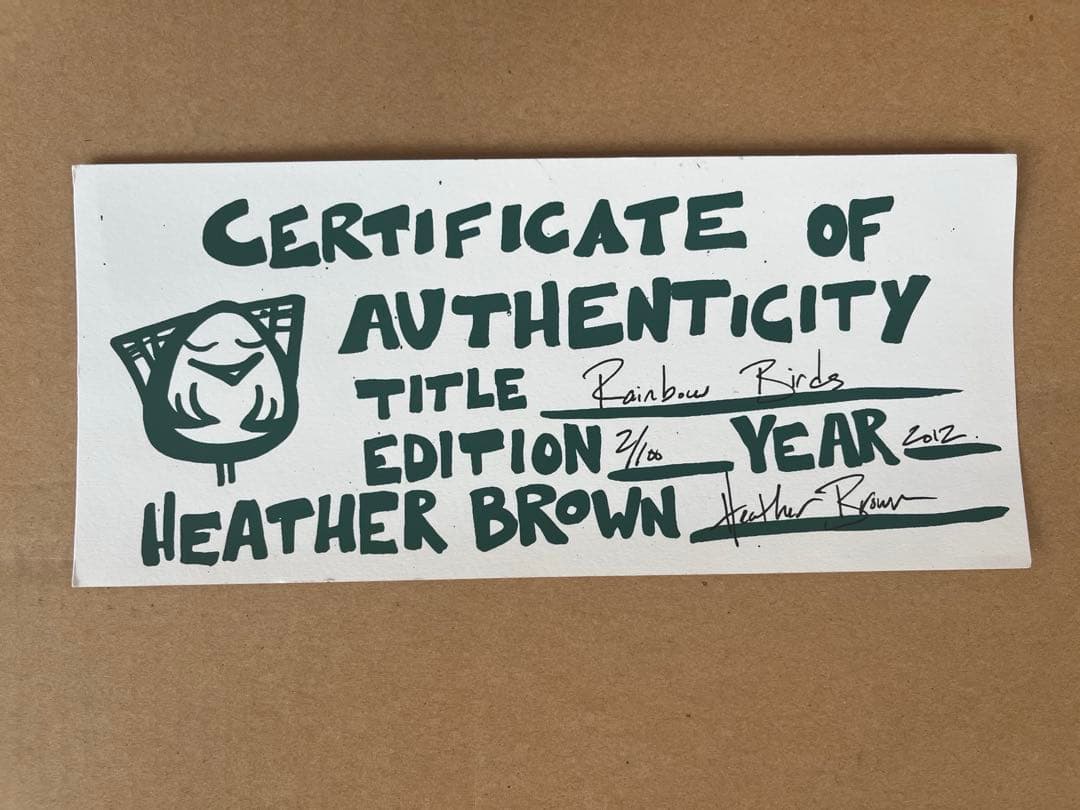 CERTIFICATE OF
AUTHENTICITY
TITLE Rainbow Birds
EDITION 2/100 YEAR 2012.
HEATHER BROWN Heather Brown